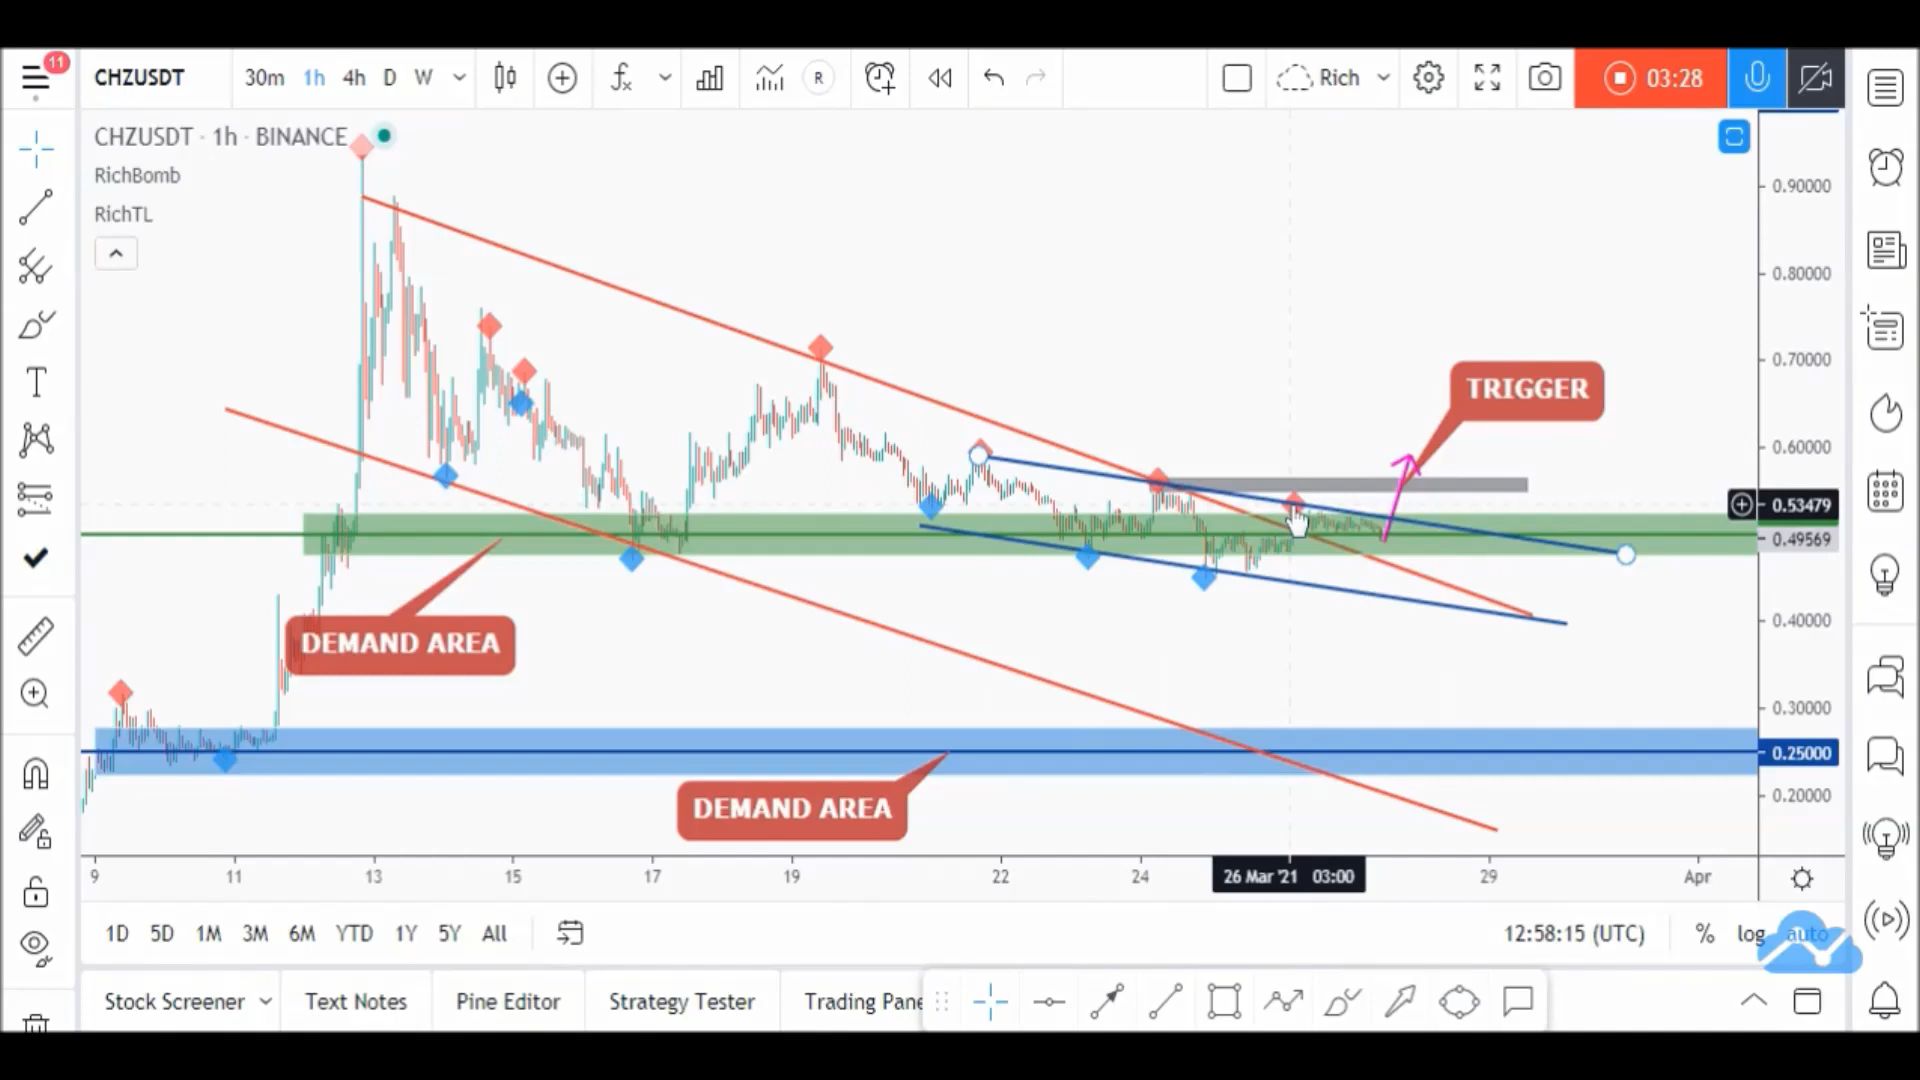 11
CHZUSDT
30m
1h
4h
D
W
R
Rich
03:28
CHZUSDT · 1h · BINANCE
RichBomb
RichTL
TRIGGER
DEMAND AREA
DEMAND AREA
0.90000
0.80000
0.70000
0.60000
0.53479
0.49569
0.40000
0.30000
0.25000
0.20000
9
11
13
15
17
19
22
24
26 Mar '21 03:00
29
Apr
1D
5D
1M
3M
6M
YTD
1Y
5Y
All
12:58:15 (UTC)
%
log
auto
Stock Screener
Text Notes
Pine Editor
Strategy Tester
Trading Pane